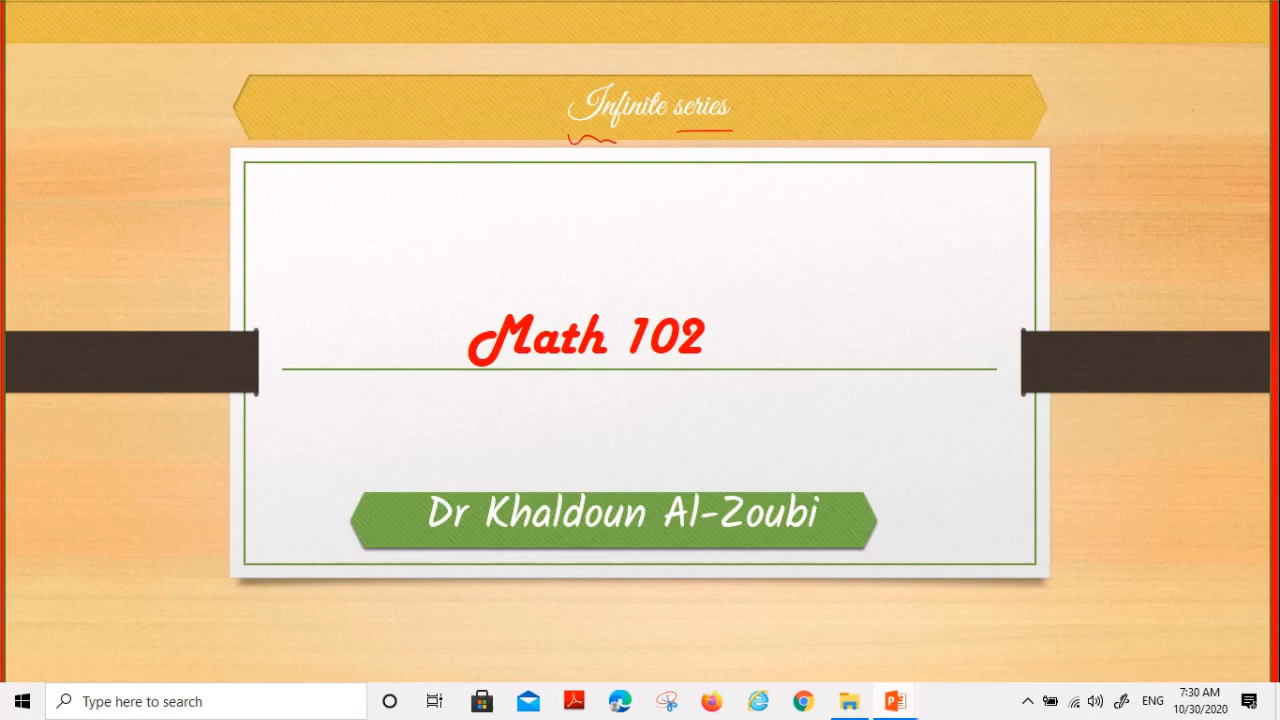 Infinite series
Math 102
Dr Khaldoun Al-Zoubi
Type here to search
ENG
7:30 AM
10/30/2020